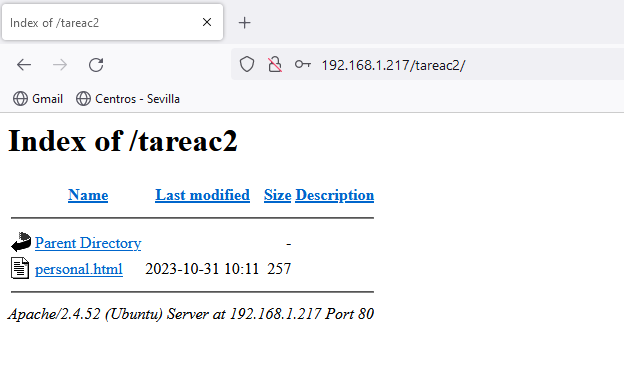 Index of /tareac2
192.168.1.217/tareac2/
Gmail Centros - Sevilla
Index of /tareac2
Name Last modified Size Description
Parent Directory -
personal.html 2023-10-31 10:11 257
Apache/2.4.52 (Ubuntu) Server at 192.168.1.217 Port 80